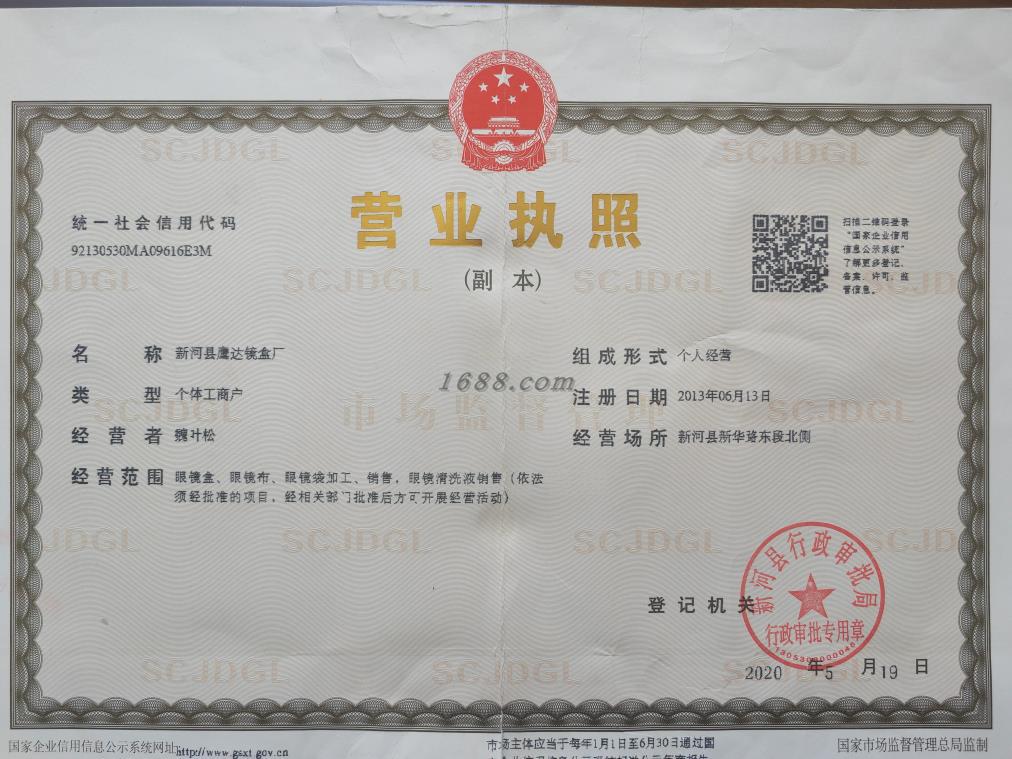 营业执照
(副 本)
统一社会信用代码
92130530MA09616E3M
扫描二维码登录
“国家企业信用
信息公示系统”
了解更多登记、
备案、许可、监
管信息。
名 称 新河县鹰达镜盒厂
类 型 个体工商户
经 营 者 魏叶松
经营范围 眼镜盒、眼镜布、眼镜袋加工、销售，眼镜清洗液销售（依法
须经批准的项目，经相关部门批准后方可开展经营活动）
组成形式 个人经营
注册日期 2013年06月13日
经营场所 新河县新华路东段北侧
1688.com
登记机关
新河县行政审批局
行政审批专用章
2020 年5 月19 日
国家企业信用信息公示系统网址http://www.gsxt.gov.cn
市场主体应当于每年1月1日至6月30日通过国
国家市场监督管理总局监制